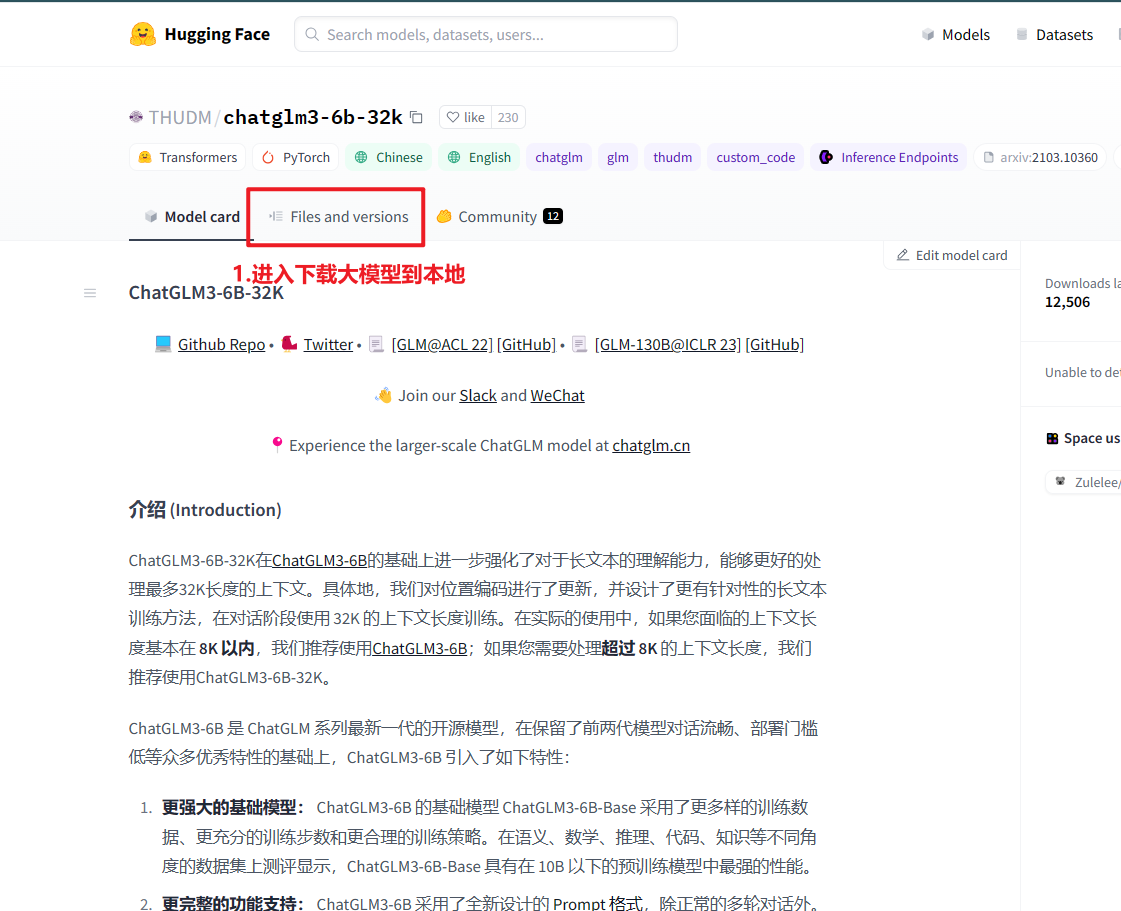 Hugging Face
Search models, datasets, users...
Models
Datasets
THUDM/chatglm3-6b-32k
like 230
Transformers
PyTorch
Chinese
English
chatglm
glm
thudm
custom_code
Inference Endpoints
arxiv:2103.10360
Model card
Files and versions
Community 12
1.进入下载大模型到本地
Edit model card
ChatGLM3-6B-32K
Github Repo • Twitter • [GLM@ACL 22] [GitHub] • [GLM-130B@ICLR 23] [GitHub]
Join our Slack and WeChat
Experience the larger-scale ChatGLM model at chatglm.cn
介绍 (Introduction)
ChatGLM3-6B-32K在ChatGLM3-6B的基础上进一步强化了对于长文本的理解能力，能够更好的处
理最多32K长度的上下文。具体地，我们对位置编码进行了更新，并设计了更有针对性的长文本
训练方法，在对话阶段使用 32K 的上下文长度训练。在实际的使用中，如果您面临的上下文长
度基本在 8K 以内，我们推荐使用ChatGLM3-6B；如果您需要处理超过 8K 的上下文长度，我们
推荐使用ChatGLM3-6B-32K。
ChatGLM3-6B 是 ChatGLM 系列最新一代的开源模型，在保留了前两代模型对话流畅、部署门槛
低等众多优秀特性的基础上，ChatGLM3-6B 引入了如下特性：
1. 更强大的基础模型： ChatGLM3-6B 的基础模型 ChatGLM3-6B-Base 采用了更多样的训练数
据、更充分的训练步数和更合理的训练策略。在语义、数学、推理、代码、知识等不同角
度的数据集上测评显示，ChatGLM3-6B-Base 具有在 10B 以下的预训练模型中最强的性能。
2. 更完整的功能支持： ChatGLM3-6B 采用了全新设计的 Prompt 格式，除正常的多轮对话外。
Downloads la
12,506
Unable to det
Space us
Zulelee/